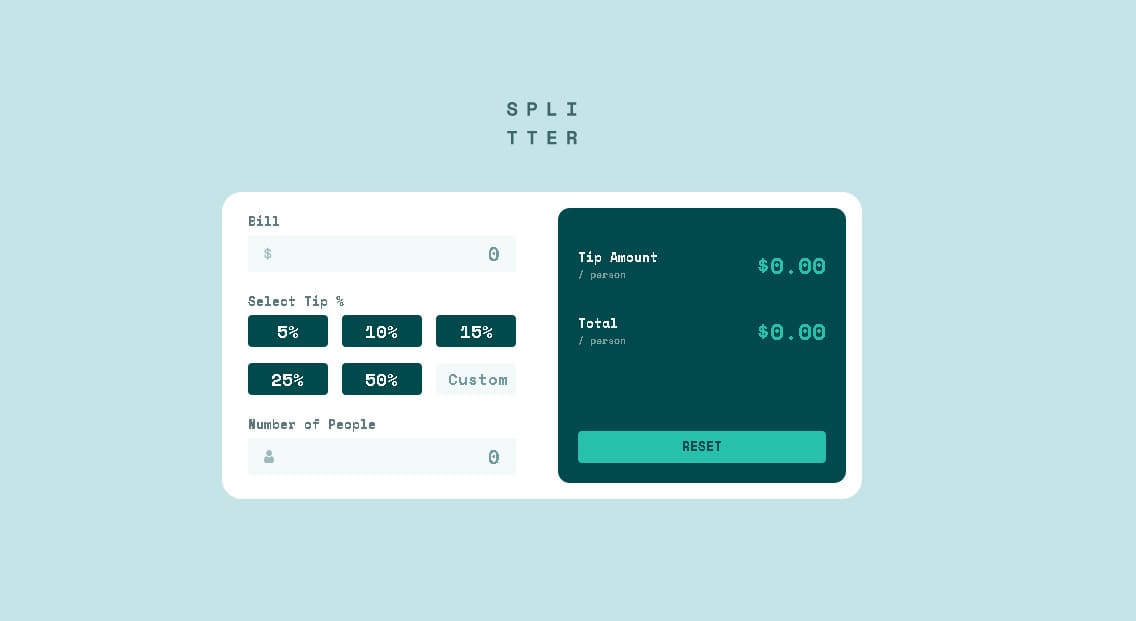 SPLI
TTER
Bill
$ 0
Select Tip %
5% 10% 15%
25% 50% Custom
Number of People
0
Tip Amount
/ person
$0.00
Total
/ person
$0.00
RESET